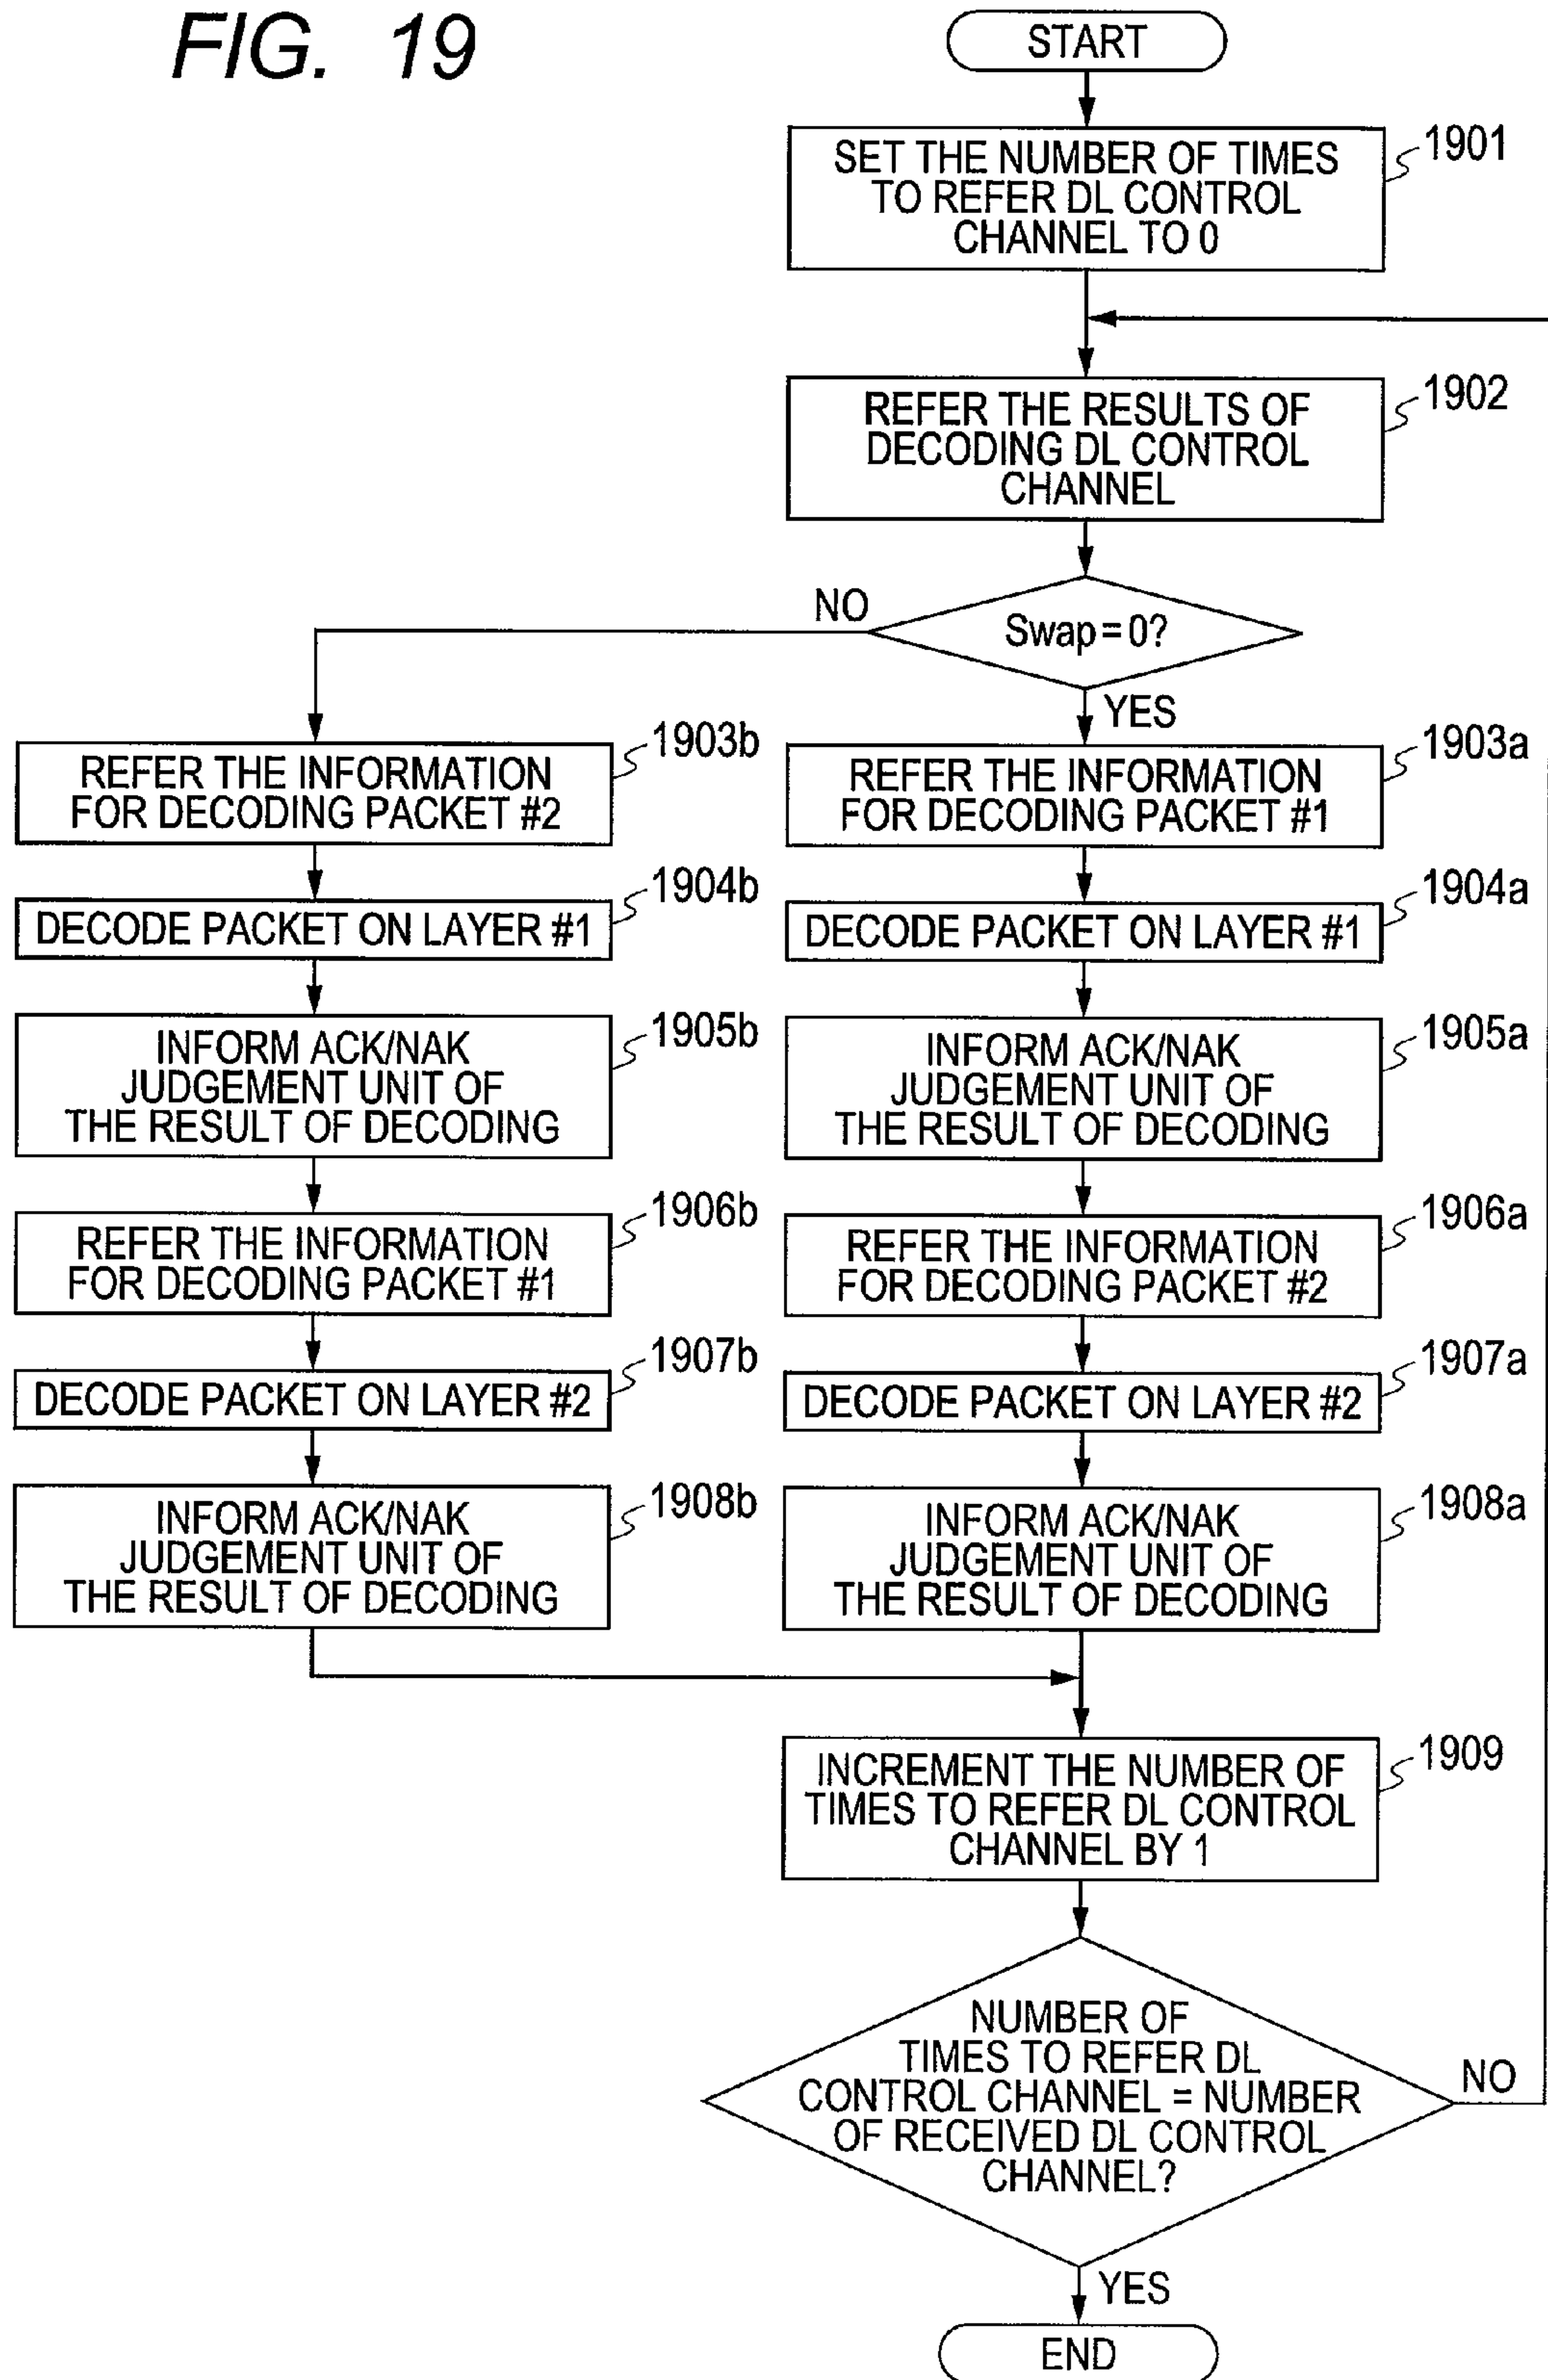 FIG. 19
START
SET THE NUMBER OF TIMES
TO REFER DL CONTROL
CHANNEL TO 0
1901
REFER THE RESULTS OF
DECODING DL CONTROL
CHANNEL
1902
Swap = 0?
NO
YES
REFER THE INFORMATION
FOR DECODING PACKET #2
1903b
REFER THE INFORMATION
FOR DECODING PACKET #1
1903a
DECODE PACKET ON LAYER #1
1904b
DECODE PACKET ON LAYER #1
1904a
INFORM ACK/NAK
JUDGEMENT UNIT OF
THE RESULT OF DECODING
1905b
INFORM ACK/NAK
JUDGEMENT UNIT OF
THE RESULT OF DECODING
1905a
REFER THE INFORMATION
FOR DECODING PACKET #1
1906b
REFER THE INFORMATION
FOR DECODING PACKET #2
1906a
DECODE PACKET ON LAYER #2
1907b
DECODE PACKET ON LAYER #2
1907a
INFORM ACK/NAK
JUDGEMENT UNIT OF
THE RESULT OF DECODING
1908b
INFORM ACK/NAK
JUDGEMENT UNIT OF
THE RESULT OF DECODING
1908a
INCREMENT THE NUMBER OF
TIMES TO REFER DL CONTROL
CHANNEL BY 1
1909
NUMBER OF
TIMES TO REFER DL
CONTROL CHANNEL = NUMBER
OF RECEIVED DL CONTROL
CHANNEL?
NO
YES
END